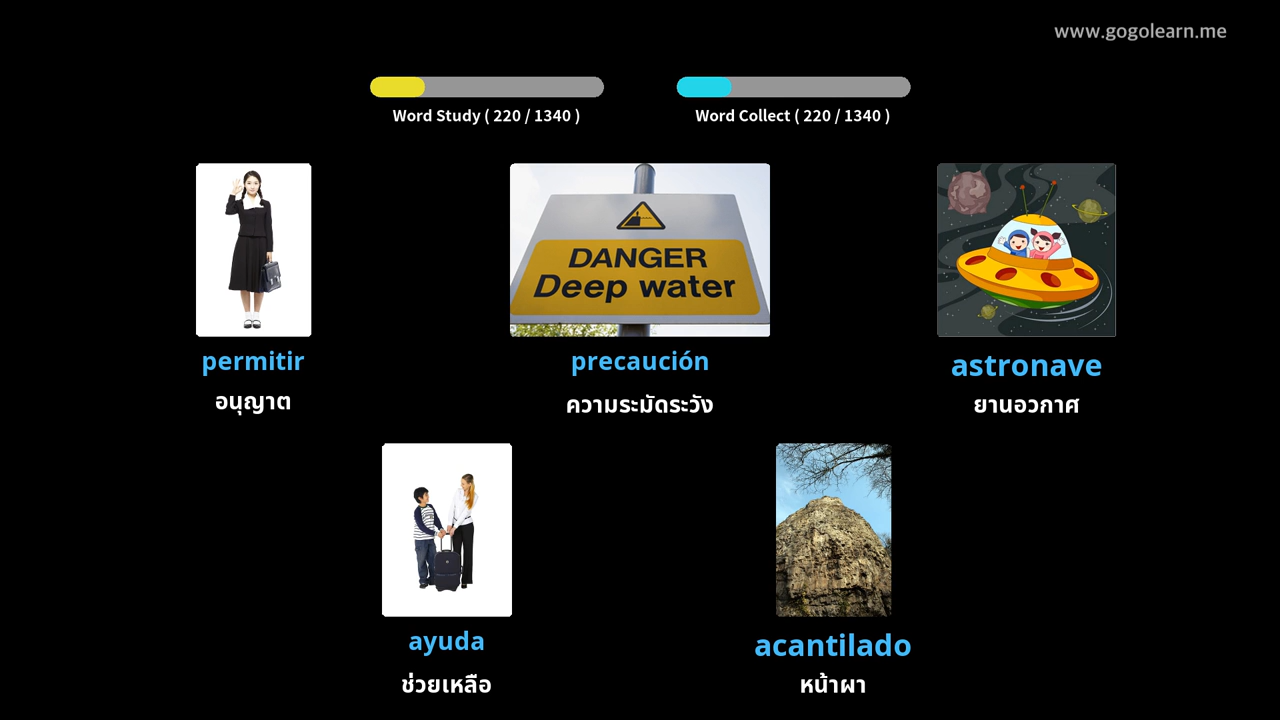 www.gogolearn.me
Word Study ( 220 / 1340 )
Word Collect ( 220 / 1340 )
DANGER
Deep water
permitir
อนุญาต
precaución
ความระมัดระวัง
astronave
ยานอวกาศ
ayuda
ช่วยเหลือ
acantilado
หน้าผา